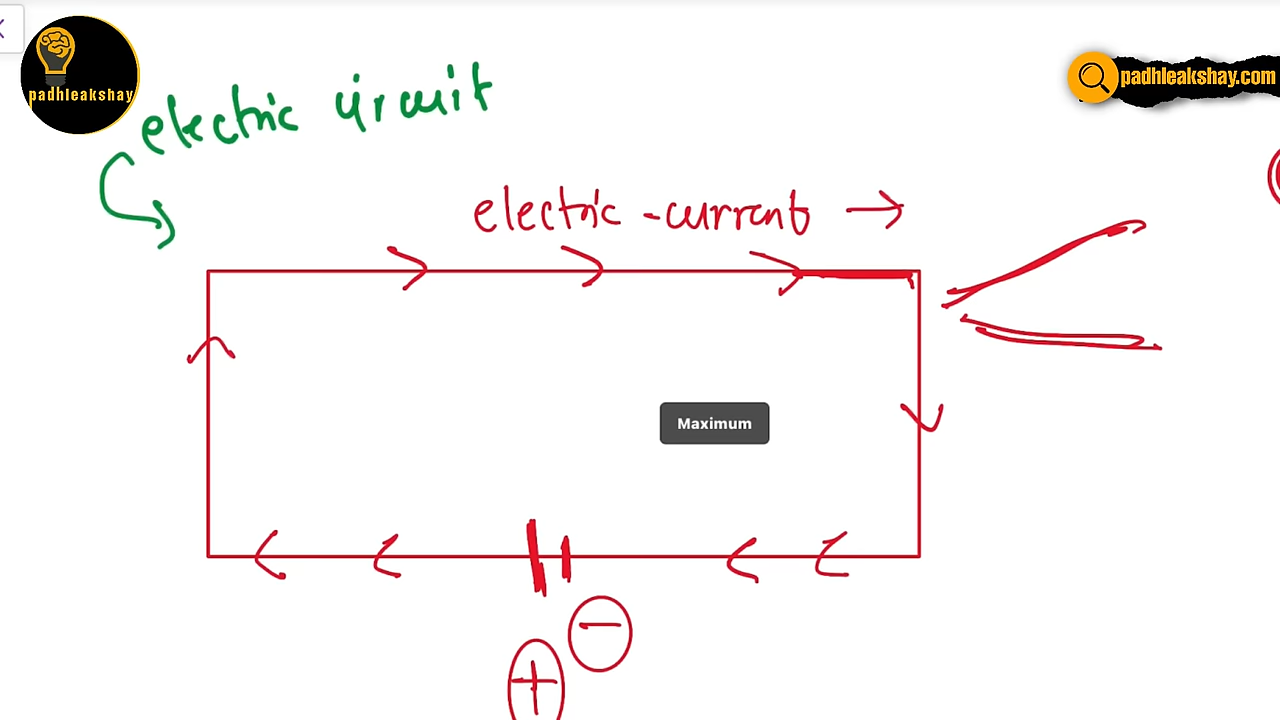 padhleakshay
padhleakshay.com
electric circuit
electric-current →
Maximum
−
+